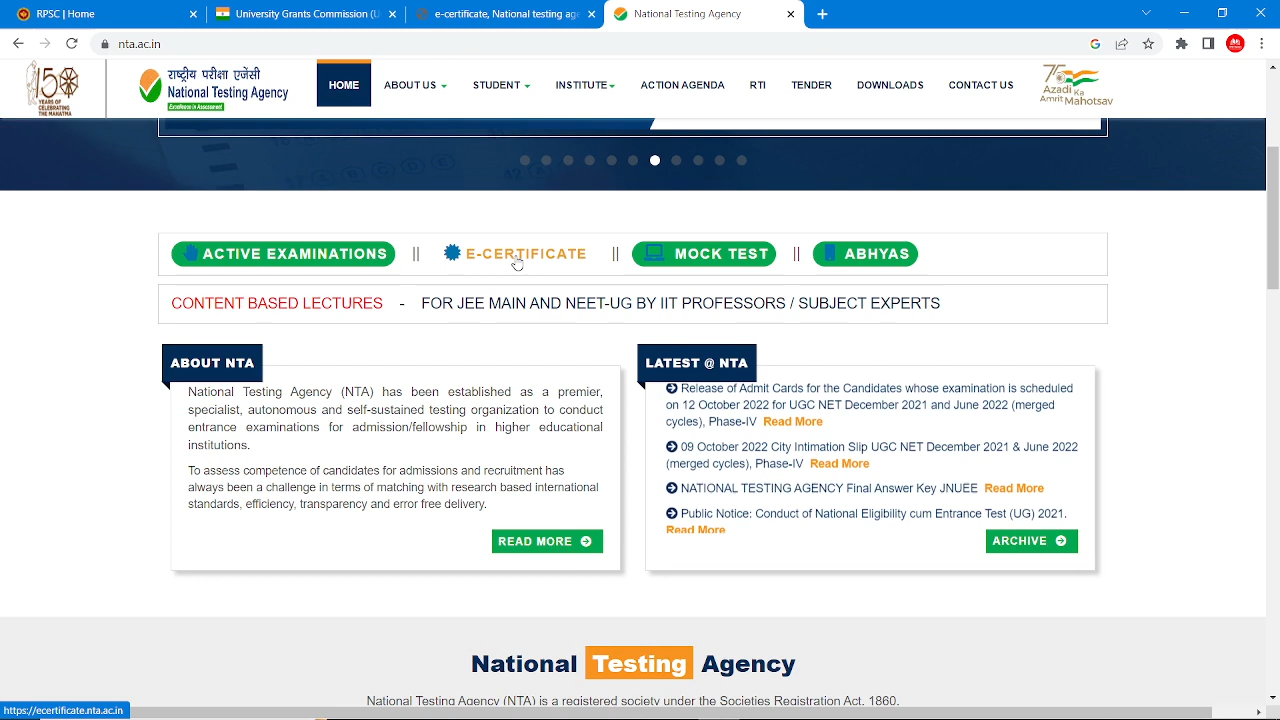 RPSC | Home
University Grants Commission (U
e-certificate, National testing age
National Testing Agency
nta.ac.in
150
YEARS OF
CELEBRATING
THE MAHATMA
राष्ट्रीय परीक्षा एजेंसी
National Testing Agency
Excellence in Assessment
HOME
ABOUT US
STUDENT
INSTITUTE
ACTION AGENDA
RTI
TENDER
DOWNLOADS
CONTACT US
75
Azadi Ka
Amrit Mahotsav
ACTIVE EXAMINATIONS || E-CERTIFICATE || MOCK TEST || ABHYAS
CONTENT BASED LECTURES - FOR JEE MAIN AND NEET-UG BY IIT PROFESSORS / SUBJECT EXPERTS
ABOUT NTA
National Testing Agency (NTA) has been established as a premier,
specialist, autonomous and self-sustained testing organization to conduct
entrance examinations for admission/fellowship in higher educational
institutions.
To assess competence of candidates for admissions and recruitment has
always been a challenge in terms of matching with research based international
standards, efficiency, transparency and error free delivery.
READ MORE
LATEST @ NTA
Release of Admit Cards for the Candidates whose examination is scheduled
on 12 October 2022 for UGC NET December 2021 and June 2022 (merged
cycles), Phase-IV Read More
09 October 2022 City Intimation Slip UGC NET December 2021 & June 2022
(merged cycles), Phase-IV Read More
NATIONAL TESTING AGENCY Final Answer Key JNUEE Read More
Public Notice: Conduct of National Eligibility cum Entrance Test (UG) 2021.
Read More
ARCHIVE
National Testing Agency
National Testing Agency (NTA) is a registered society under the Societies Registration Act, 1860.
https://ecertificate.nta.ac.in